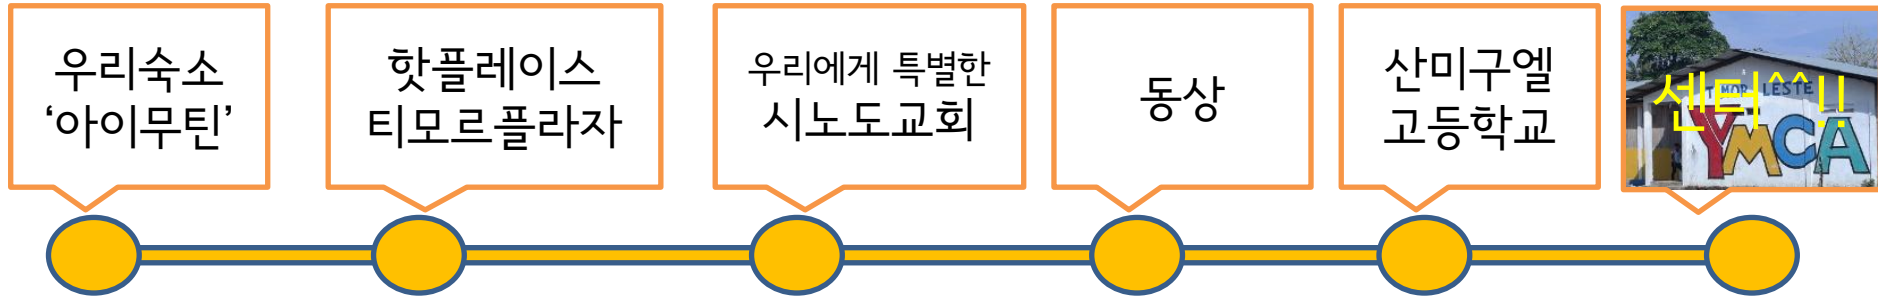 우리숙소
‘아이무틴’
핫플레이스
티모르플라자
우리에게 특별한
시노도교회
동상
산미구엘
고등학교
센터^^!!
T MOR LESTE
YMCA